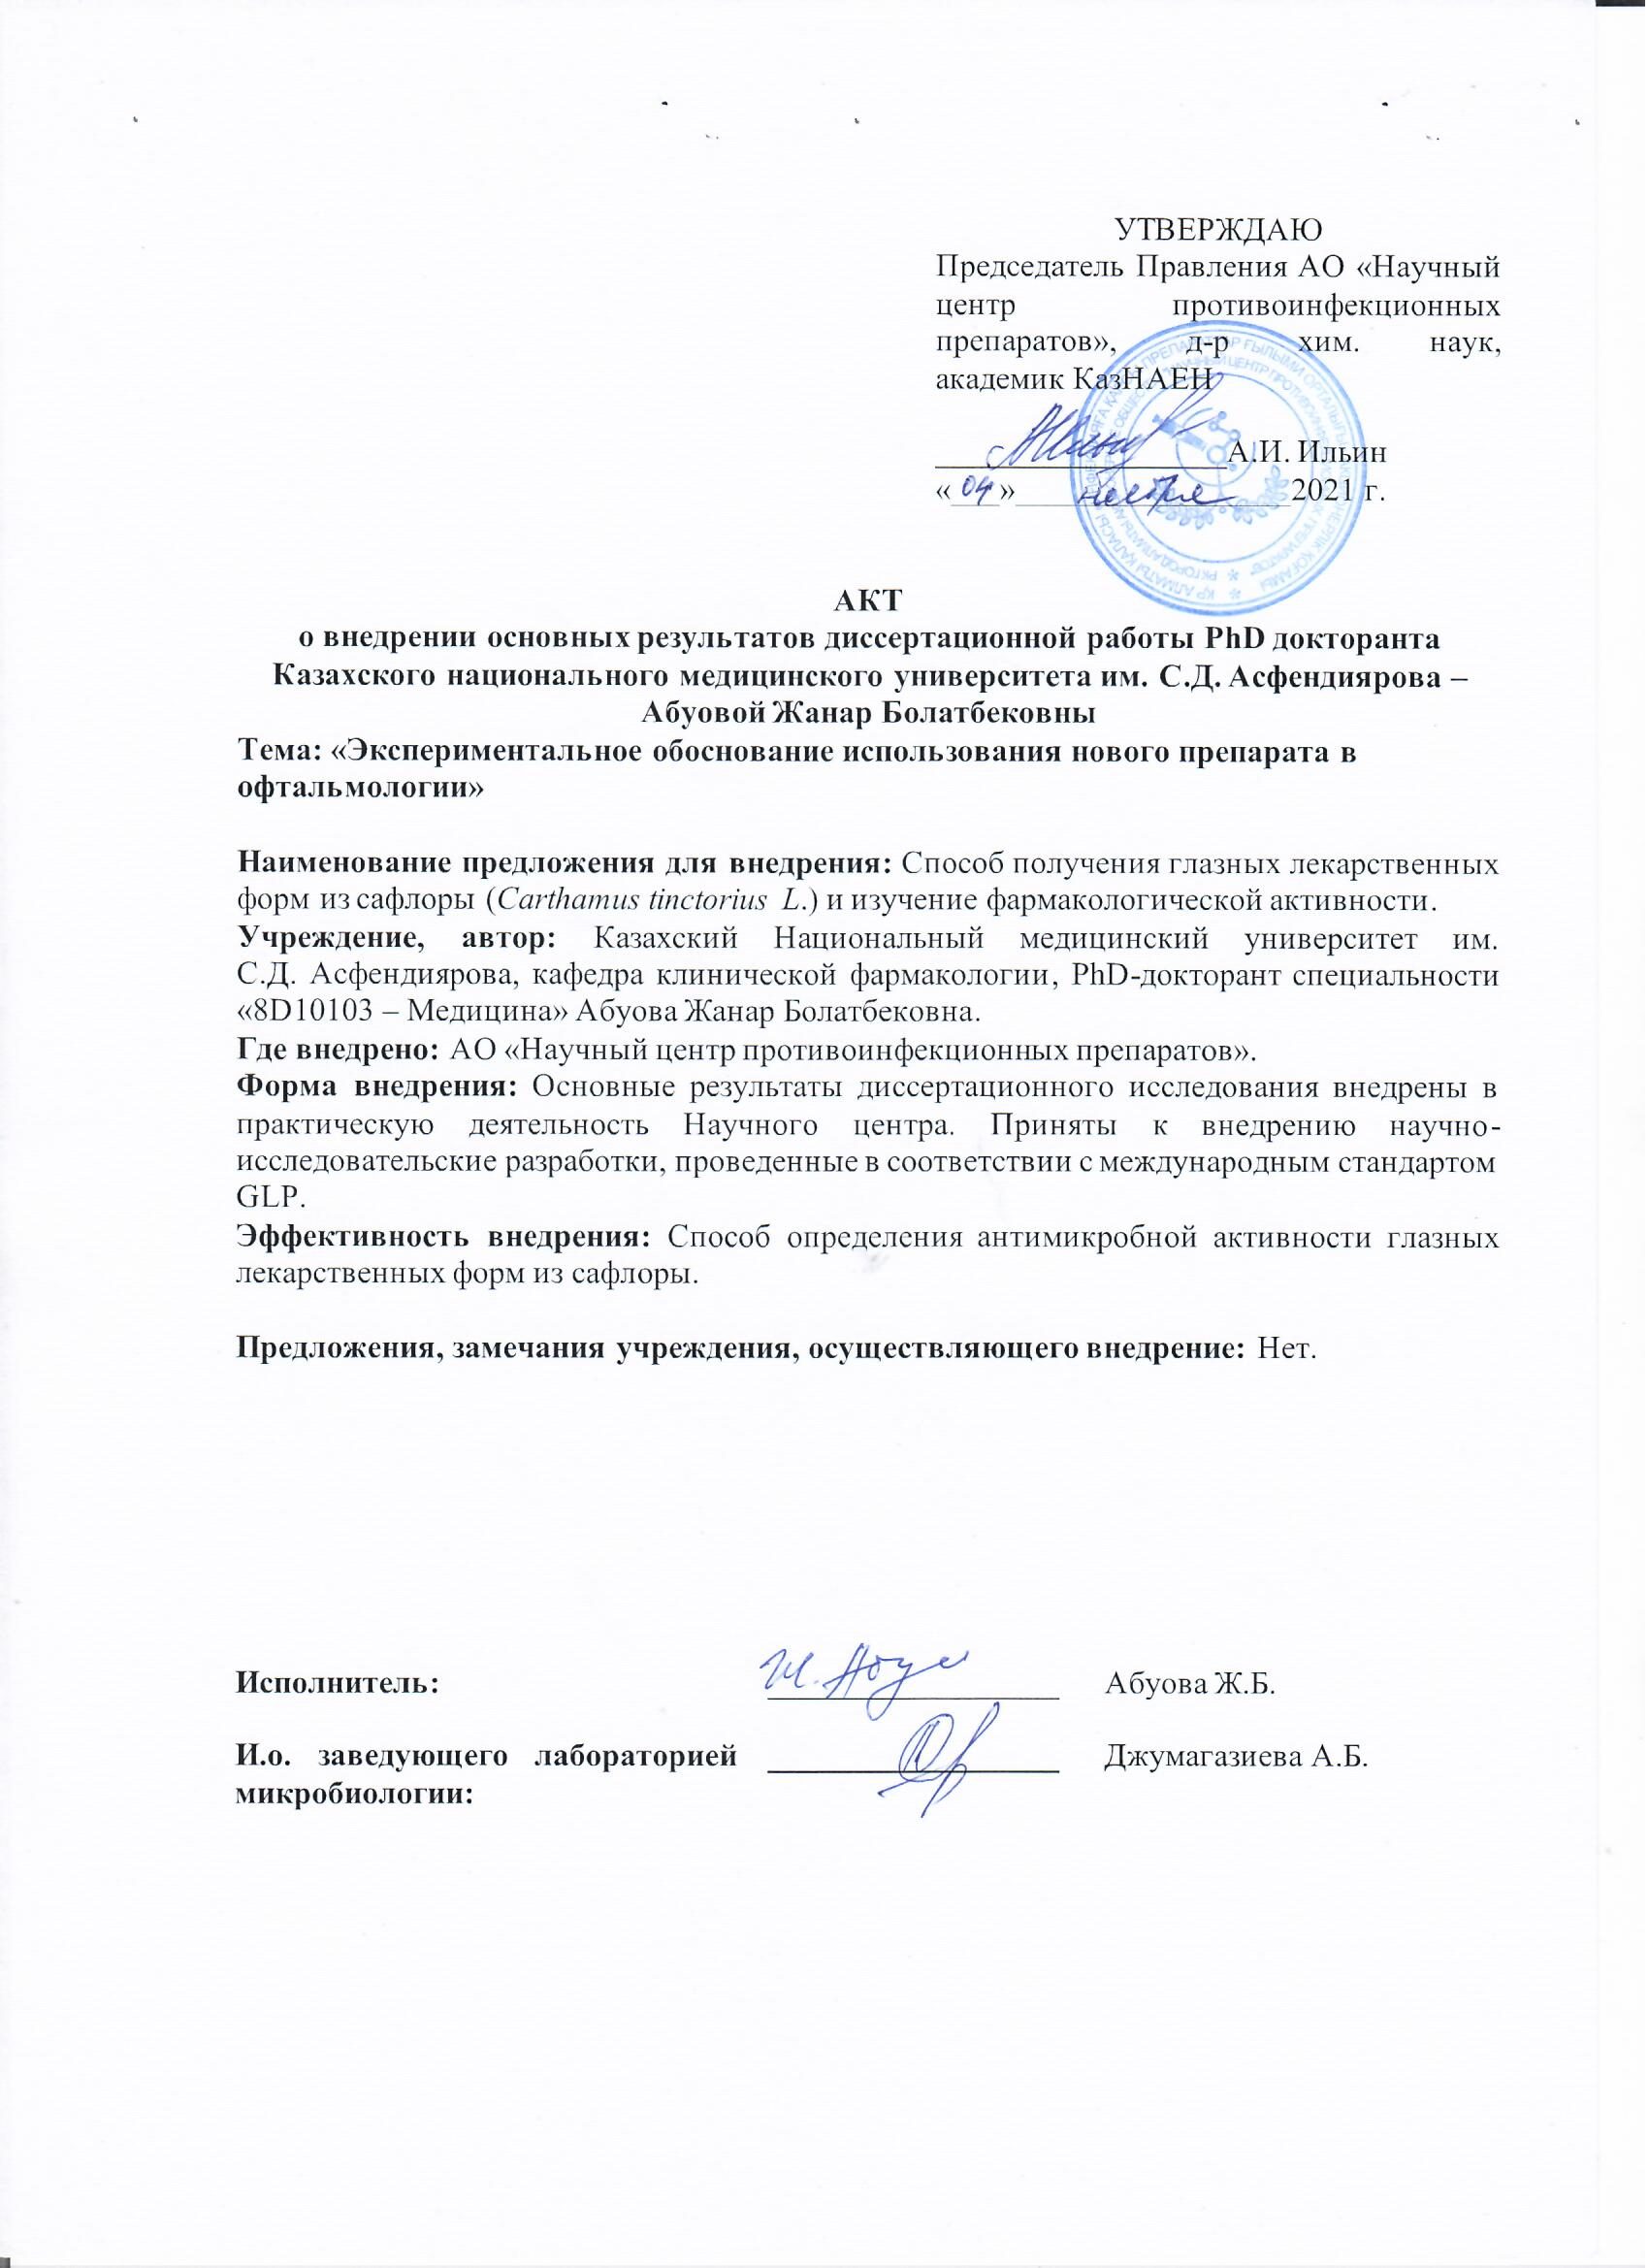 УТВЕРЖДАЮ
Председатель Правления АО «Научный
центр противоинфекционных
препаратов», д-р хим. наук,
академик КазНАЕН
А.И. Ильин
«04» ноября 2021 г.
АКТ
о внедрении основных результатов диссертационной работы PhD докторанта
Казахского национального медицинского университета им. С.Д. Асфендиярова –
Абуовой Жанар Болатбековны
Тема: «Экспериментальное обоснование использования нового препарата в
офтальмологии»
Наименование предложения для внедрения: Способ получения глазных лекарственных
форм из сафлоры (Carthamus tinctorius L.) и изучение фармакологической активности.
Учреждение, автор: Казахский Национальный медицинский университет им.
С.Д. Асфендиярова, кафедра клинической фармакологии, PhD-докторант специальности
«8D10103 – Медицина» Абуова Жанар Болатбековна.
Где внедрено: АО «Научный центр противоинфекционных препаратов».
Форма внедрения: Основные результаты диссертационного исследования внедрены в
практическую деятельность Научного центра. Приняты к внедрению научно-
исследовательские разработки, проведенные в соответствии с международным стандартом
GLP.
Эффективность внедрения: Способ определения антимикробной активности глазных
лекарственных форм из сафлоры.
Предложения, замечания учреждения, осуществляющего внедрение: Нет.
Исполнитель: Абуова Ж.Б.
И.о. заведующего лабораторией Джумагазиева А.Б.
микробиологии: